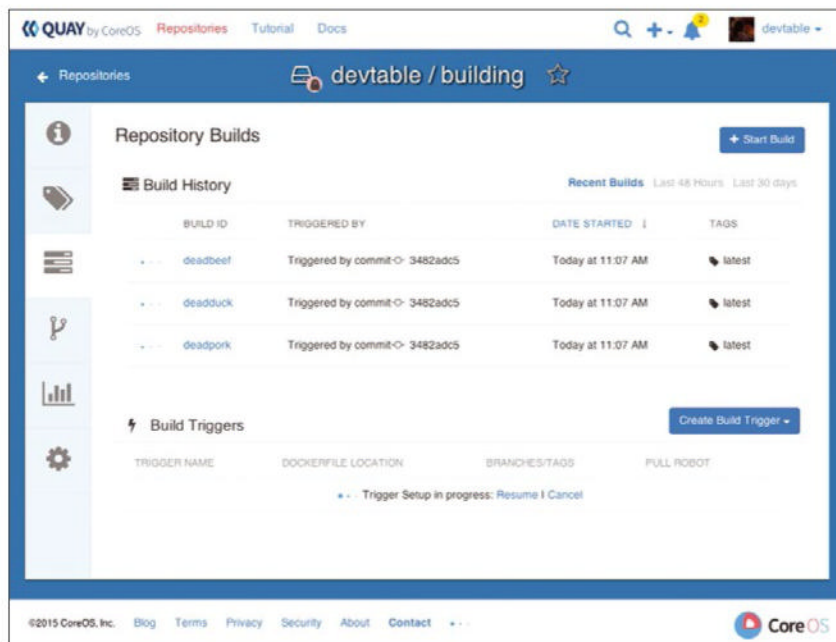 QUAY by CoreOS Repositories Tutorial Docs 2 devtable
Repositories devtable / building
Repository Builds + Start Build
Build History Recent Builds Last 48 Hours Last 30 days
BUILD ID TRIGGERED BY DATE STARTED ↓ TAGS
deadbeef Triggered by commit 3482adc5 Today at 11:07 AM latest
deadduck Triggered by commit 3482adc5 Today at 11:07 AM latest
deadpork Triggered by commit 3482adc5 Today at 11:07 AM latest
Build Triggers Create Build Trigger
TRIGGER NAME DOCKERFILE LOCATION BRANCHES/TAGS PULL ROBOT
Trigger Setup in progress: Resume | Cancel
©2015 CoreOS, Inc. Blog Terms Privacy Security About Contact Core OS